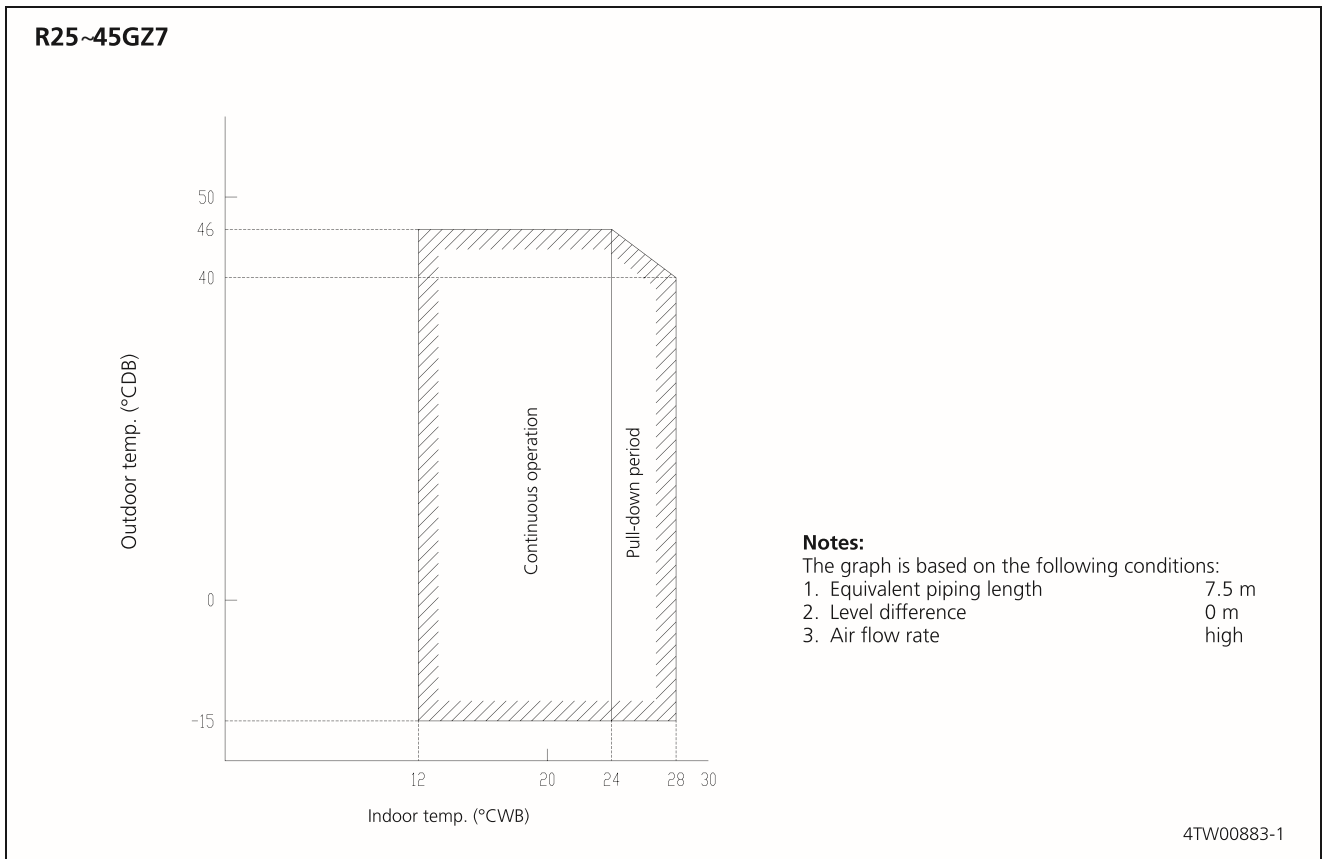 R25~45GZ7
50
46
40
Outdoor temp. (°CDB)
Continuous operation
Pull-down period
0
-15
12 20 24 28 30
Indoor temp. (°CWB)
Notes:
The graph is based on the following conditions:
1. Equivalent piping length 7.5 m
2. Level difference 0 m
3. Air flow rate high
4TW00883-1